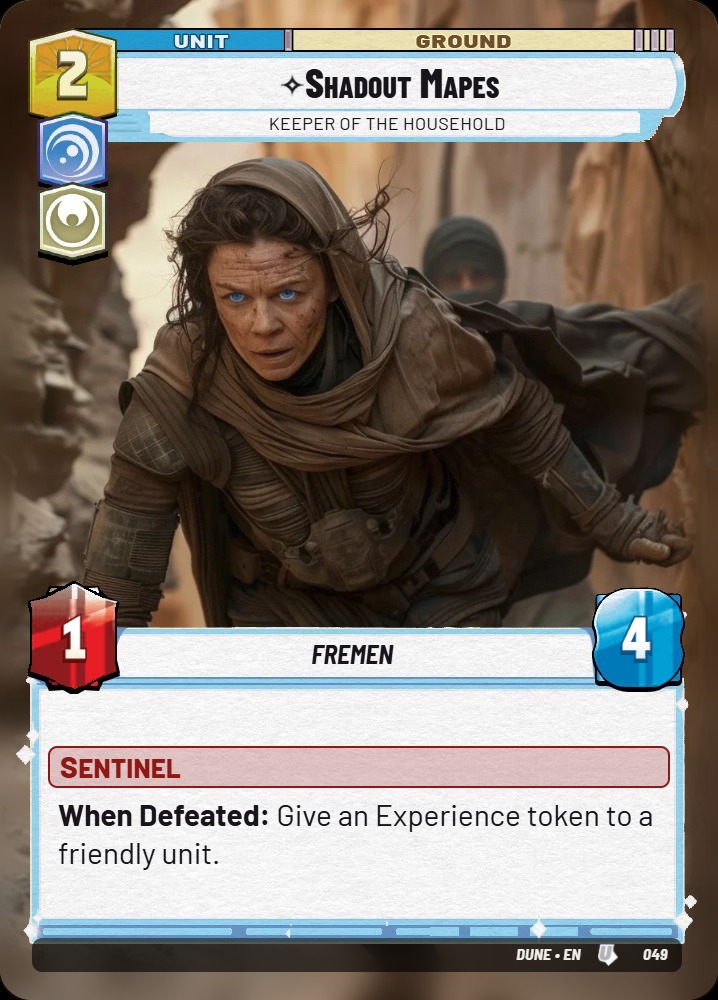 UNIT GROUND
2
✧SHADOUT MAPES
KEEPER OF THE HOUSEHOLD
1
FREMEN
4
SENTINEL
When Defeated: Give an Experience token to a
friendly unit.
DUNE • EN U 049